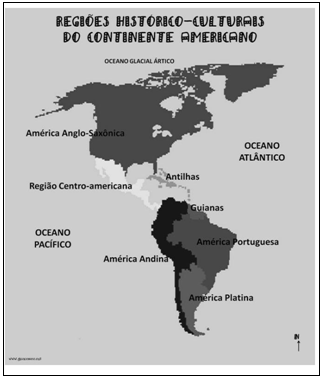 REGIÕES HISTÓRICO-CULTURAIS
DO CONTINENTE AMERICANO
OCEANO GLACIAL ÁRTICO
América Anglo-Saxônica
OCEANO
ATLÂNTICO
Antilhas
Região Centro-americana
Guianas
OCEANO
PACÍFICO
América Portuguesa
América Andina
América Platina
N